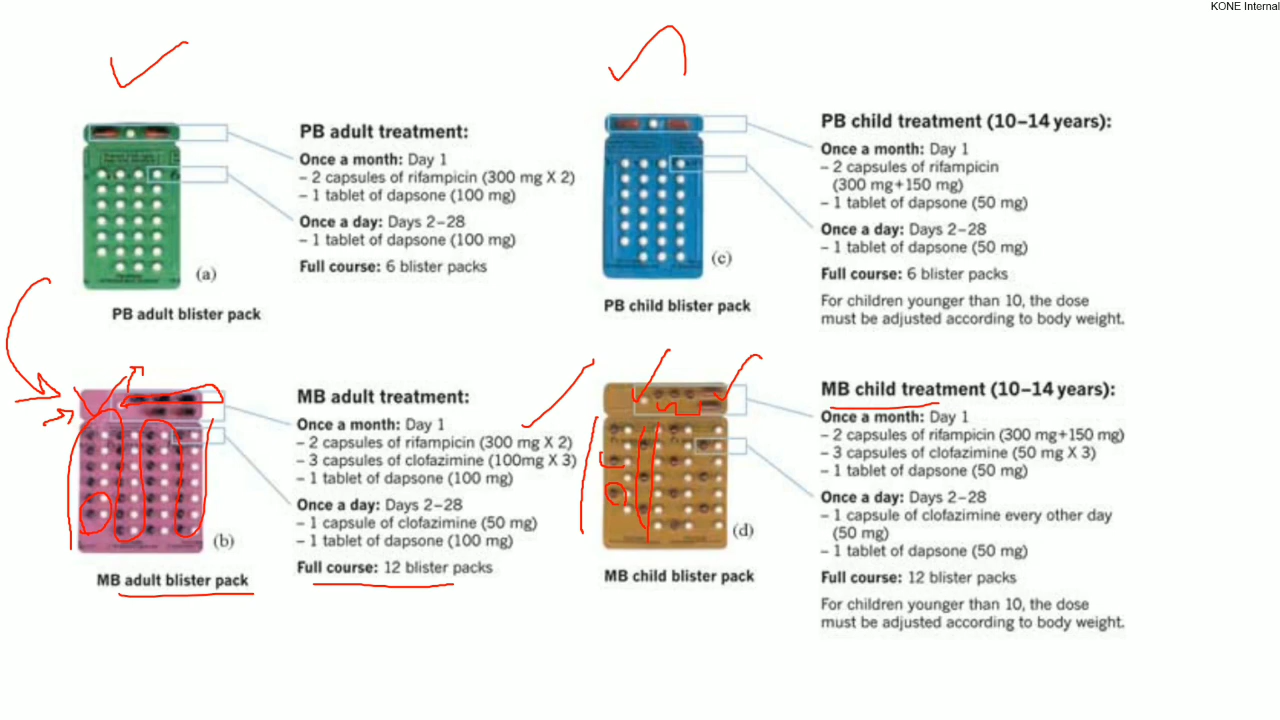 KONE Internal
PB adult treatment:
Once a month: Day 1
– 2 capsules of rifampicin (300 mg X 2)
– 1 tablet of dapsone (100 mg)
Once a day: Days 2–28
– 1 tablet of dapsone (100 mg)
Full course: 6 blister packs
(a)
PB adult blister pack
PB child treatment (10–14 years):
Once a month: Day 1
– 2 capsules of rifampicin
(300 mg+150 mg)
– 1 tablet of dapsone (50 mg)
Once a day: Days 2–28
– 1 tablet of dapsone (50 mg)
Full course: 6 blister packs
For children younger than 10, the dose
must be adjusted according to body weight.
(c)
PB child blister pack
MB adult treatment:
Once a month: Day 1
– 2 capsules of rifampicin (300 mg X 2)
– 3 capsules of clofazimine (100mg X 3)
– 1 tablet of dapsone (100 mg)
Once a day: Days 2–28
– 1 capsule of clofazimine (50 mg)
– 1 tablet of dapsone (100 mg)
Full course: 12 blister packs
(b)
MB adult blister pack
MB child treatment (10–14 years):
Once a month: Day 1
– 2 capsules of rifampicin (300 mg+150 mg)
– 3 capsules of clofazimine (50 mg X 3)
– 1 tablet of dapsone (50 mg)
Once a day: Days 2–28
– 1 capsule of clofazimine every other day
(50 mg)
– 1 tablet of dapsone (50 mg)
Full course: 12 blister packs
For children younger than 10, the dose
must be adjusted according to body weight.
(d)
MB child blister pack